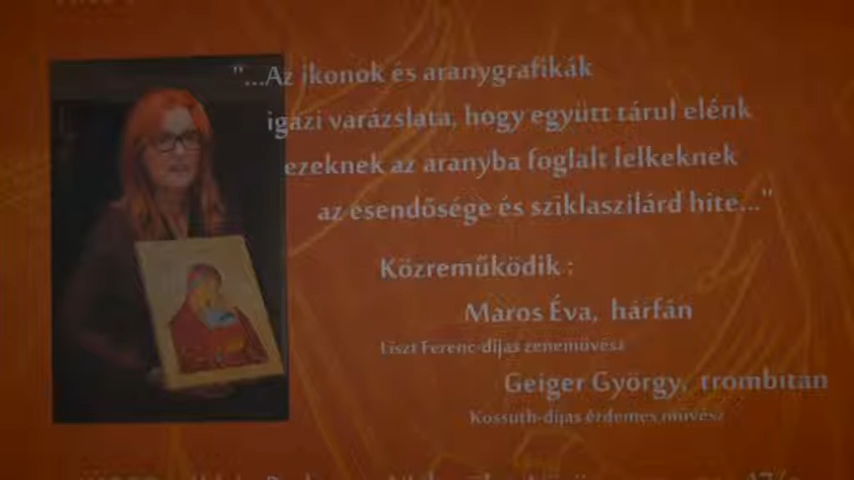 "...Az ikonok és aranygrafikák
igazi varázslata, hogy együtt tárul elénk
ezeknek az aranyba foglalt lelkeknek
az esendősége és sziklaszilárd hite..."
Közreműködik :
Maros Éva, hárfán
Liszt Ferenc-díjas zeneművész
Geiger György, trombitán
Kossuth-díjas érdemes művész